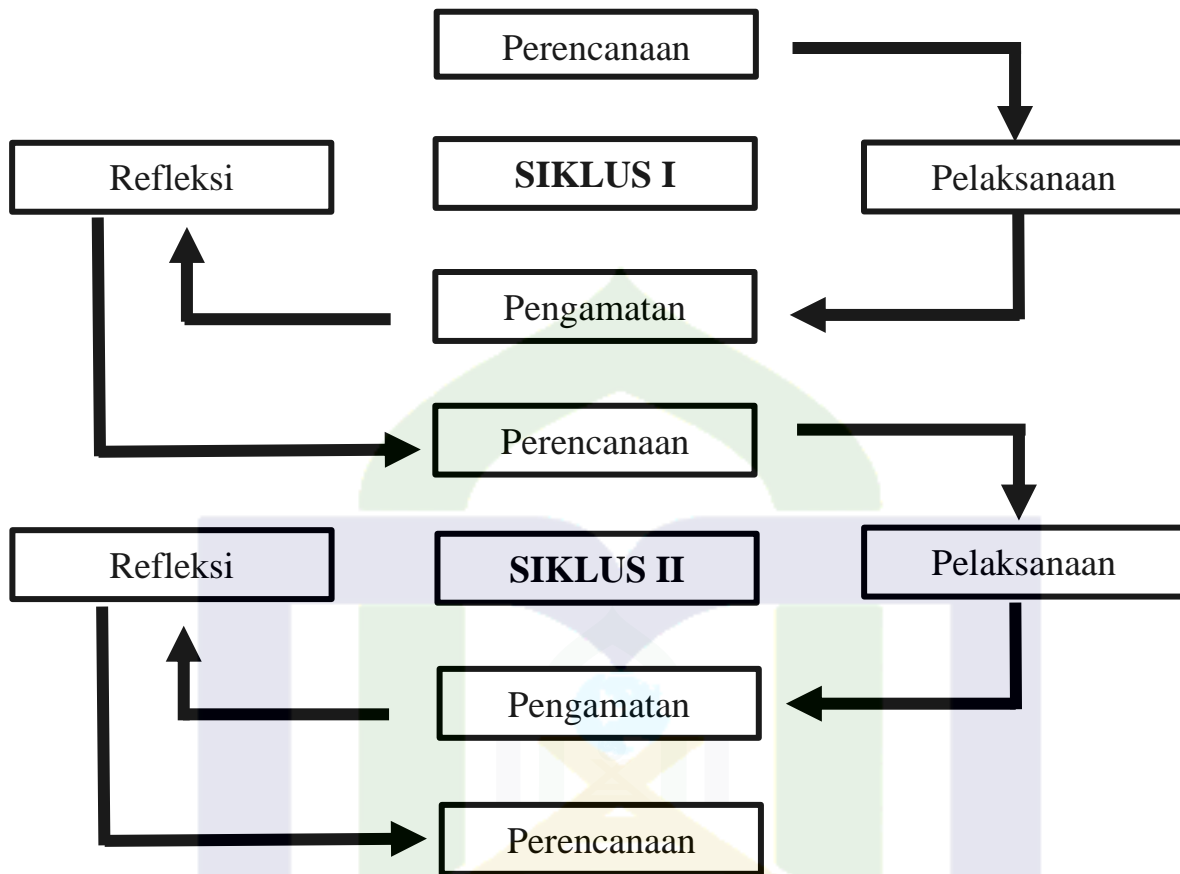 Perencanaan
Refleksi
SIKLUS I
Pelaksanaan
Pengamatan
Perencanaan
Refleksi
SIKLUS II
Pelaksanaan
Pengamatan
Perencanaan